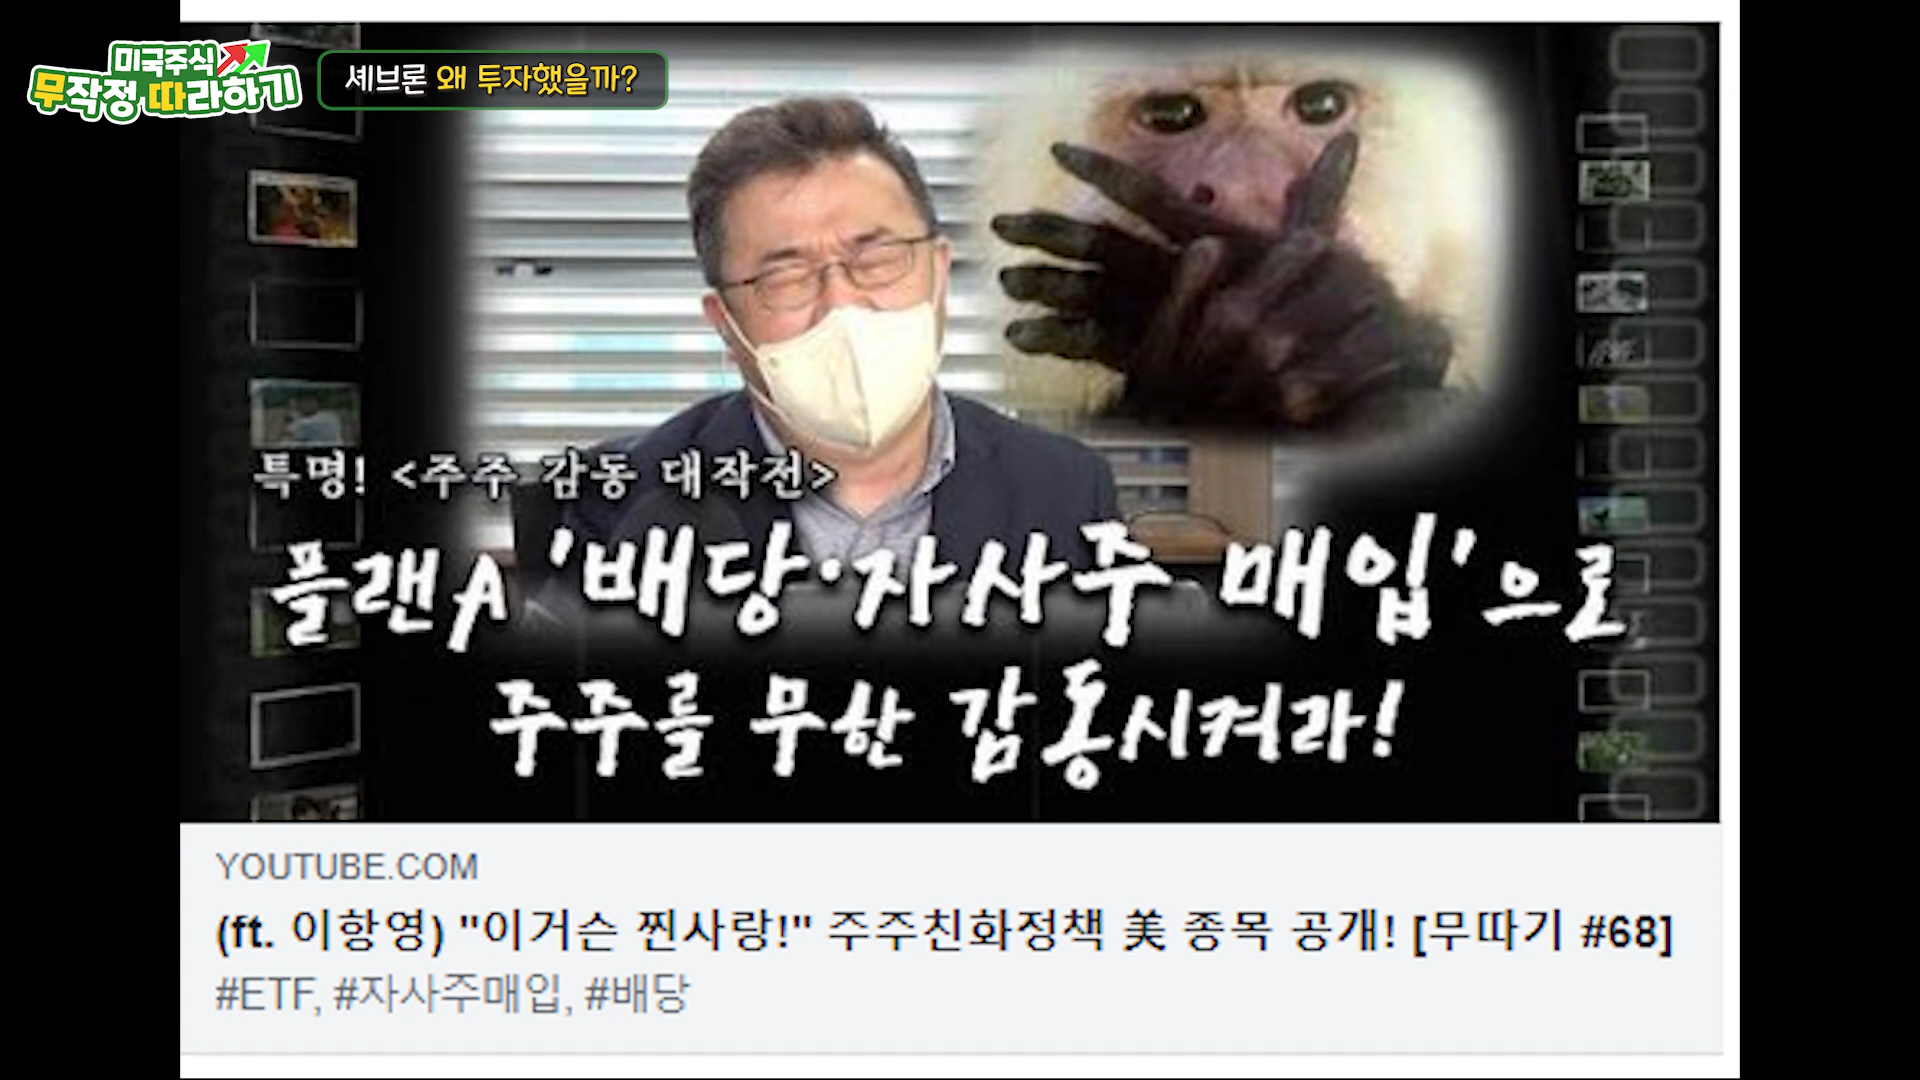 미국주식
무작정 따라하기
셰브론 왜 투자했을까?
특명! <주주 감동 대작전>
플랜A '배당·자사주 매입'으로
주주를 무한 감동시켜라!
YOUTUBE.COM
(ft. 이항영) "이거슨 찐사랑!" 주주친화정책 美 종목 공개! [무따기 #68]
#ETF, #자사주매입, #배당